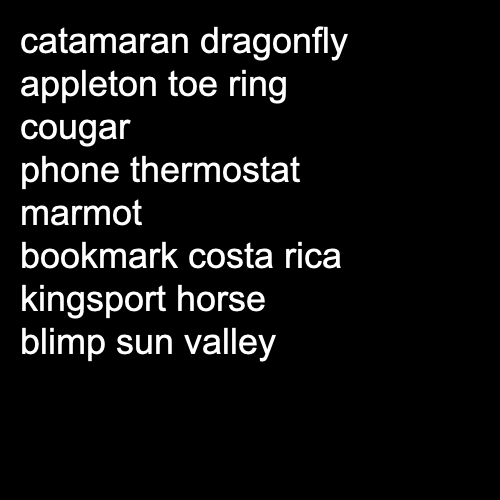 catamaran dragonfly
appleton toe ring
cougar
phone thermostat
marmot
bookmark costa rica
kingsport horse
blimp sun valley